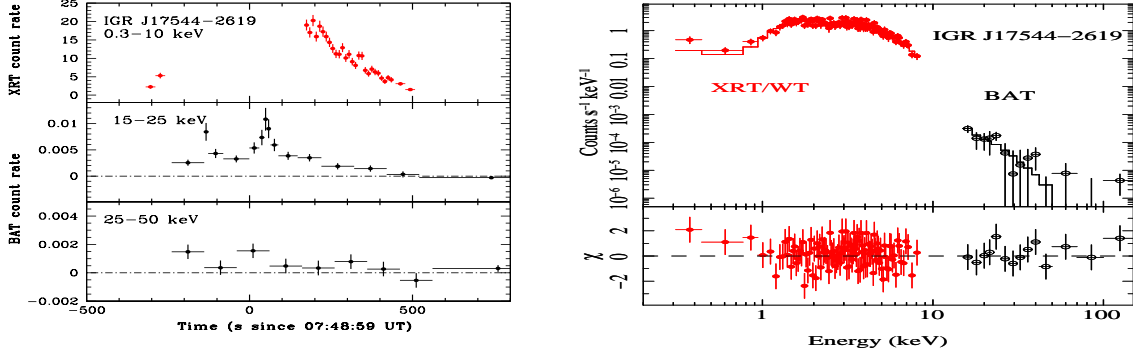 IGR J17544−2619
0.3−10 keV
XRT count rate
25
20
15
10
5
0
15−25 keV
0.01
0.005
0
25−50 keV
BAT count rate
0.004
0.002
0
−0.002
−500
0
500
Time (s since 07:48:59 UT)
IGR J17544−2619
XRT/WT
BAT
Counts s⁻¹ keV⁻¹
1
0.1
0.01
10⁻³
10⁻⁴
10⁻⁵
10⁻⁶
χ
2
0
−2
1
10
100
Energy (keV)